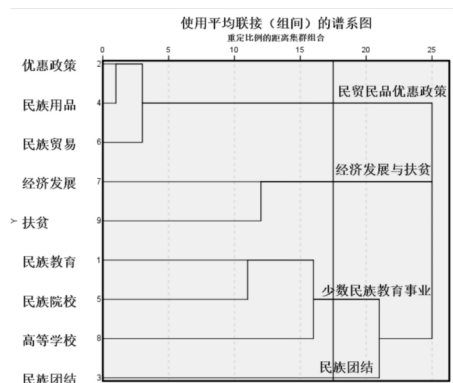 使用平均联接（组间）的谱系图
重定比例的距离集群组合
0 5 10 15 20 25
优惠政策 2
民贸民品优惠政策
民族用品 4
民族贸易 6
经济发展与扶贫
经济发展 7
Y 扶贫 9
民族教育 1
少数民族教育事业
民族院校 5
高等学校 8
民族团结
民族团结 3